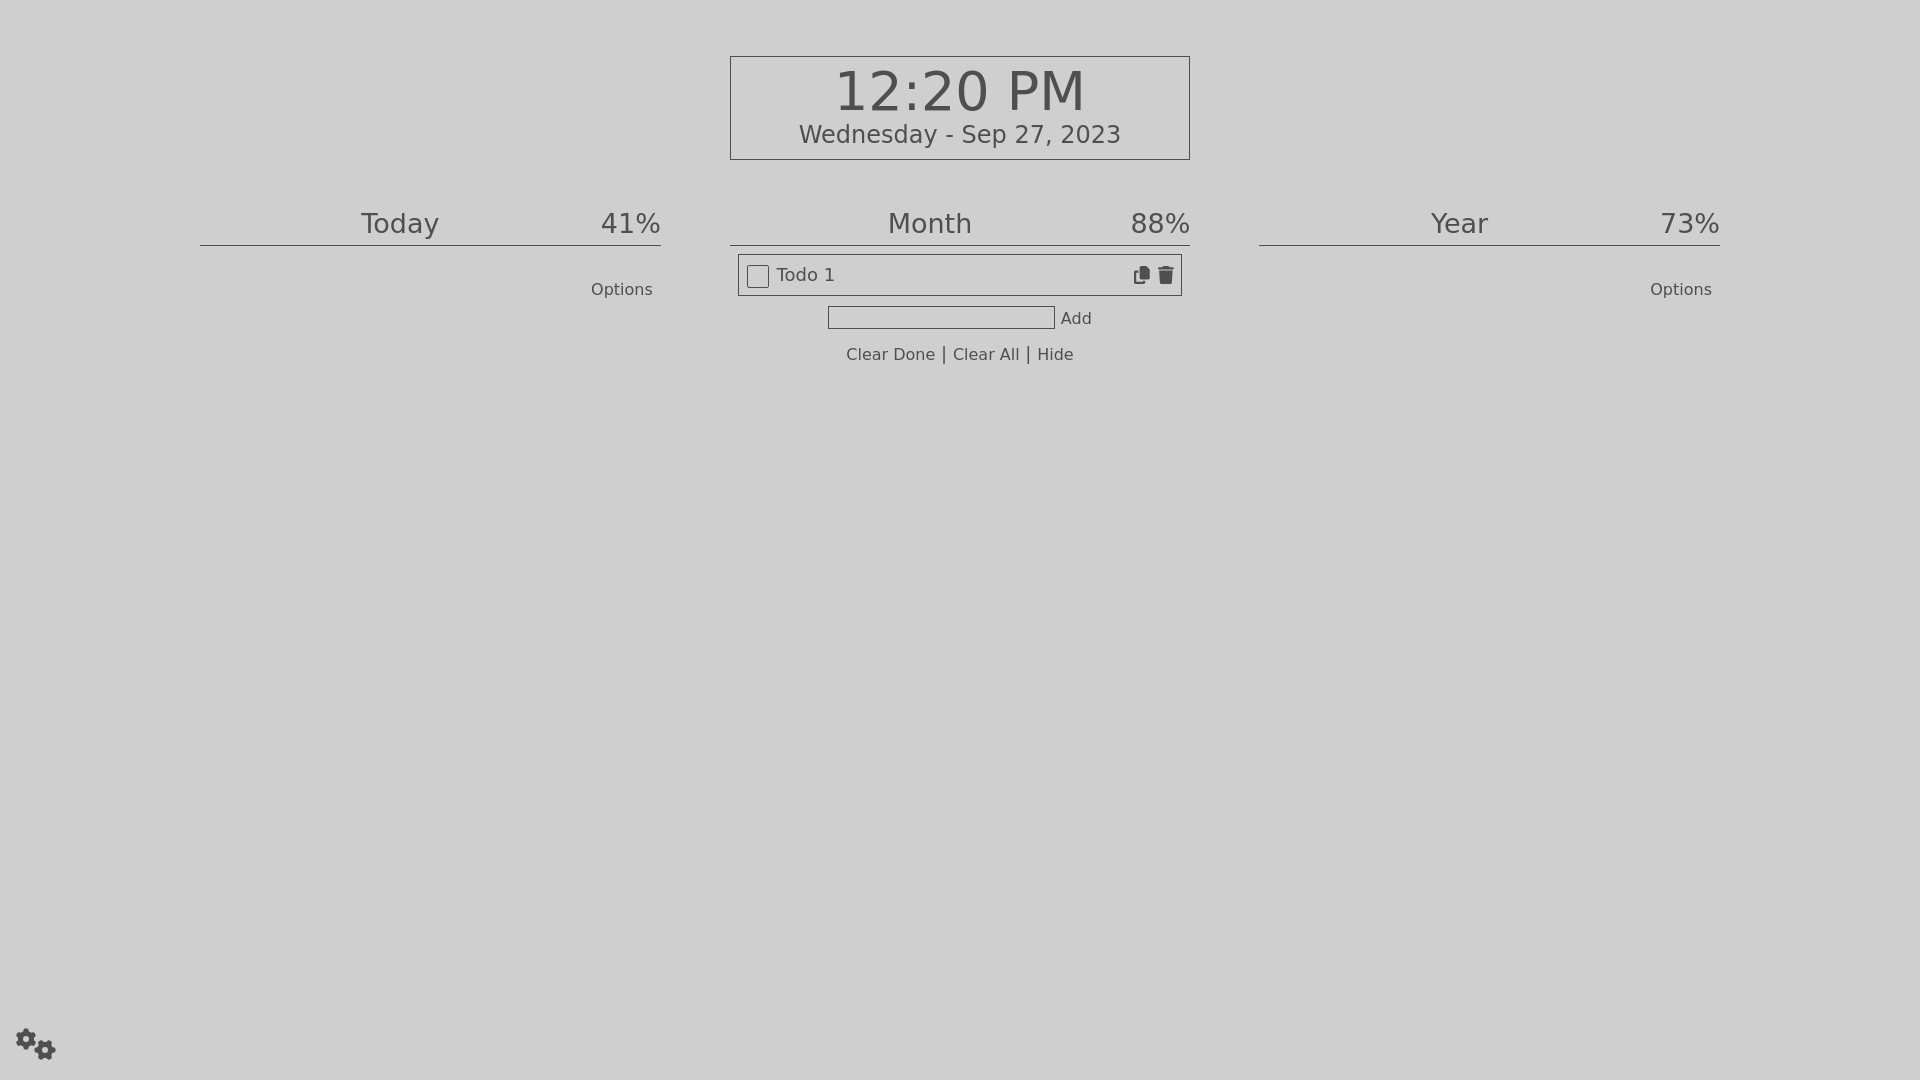 12:20 PM
Wednesday - Sep 27, 2023
Today 41%
Options
Month 88%
Todo 1
Add
Clear Done | Clear All | Hide
Year 73%
Options